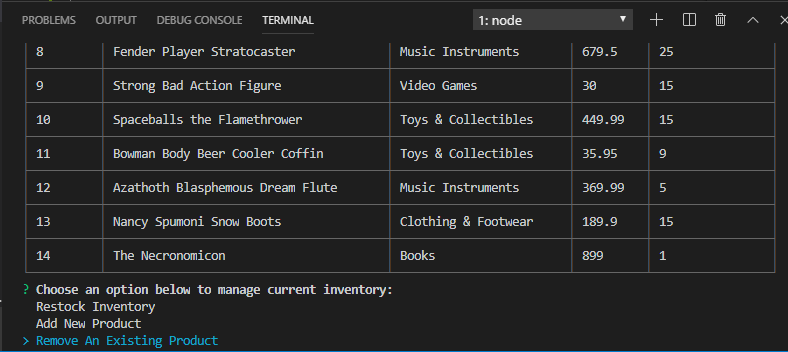 PROBLEMS OUTPUT DEBUG CONSOLE TERMINAL 1: node
8 Fender Player Stratocaster Music Instruments 679.5 25
9 Strong Bad Action Figure Video Games 30 15
10 Spaceballs the Flamethrower Toys & Collectibles 449.99 15
11 Bowman Body Beer Cooler Coffin Toys & Collectibles 35.95 9
12 Azathoth Blasphemous Dream Flute Music Instruments 369.99 5
13 Nancy Spumoni Snow Boots Clothing & Footwear 189.9 15
14 The Necronomicon Books 899 1
? Choose an option below to manage current inventory:
Restock Inventory
Add New Product
> Remove An Existing Product